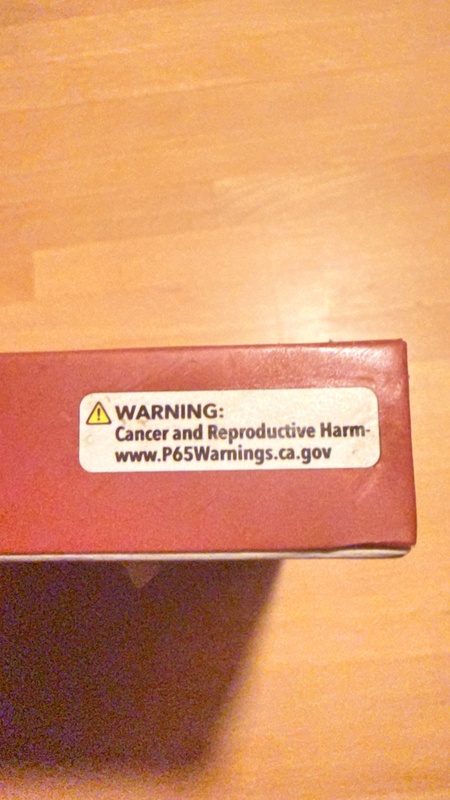 WARNING:
Cancer and Reproductive Harm-
www.P65Warnings.ca.gov